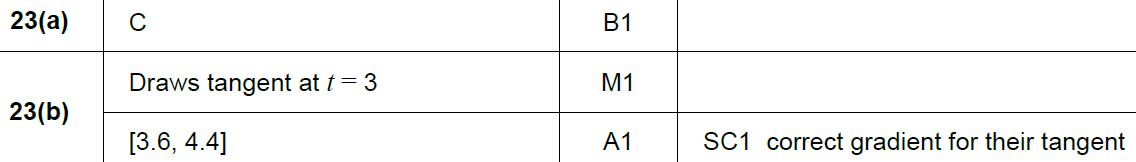 23(a) C B1
23(b) Draws tangent at t = 3 M1
[3.6, 4.4] A1 SC1 correct gradient for their tangent